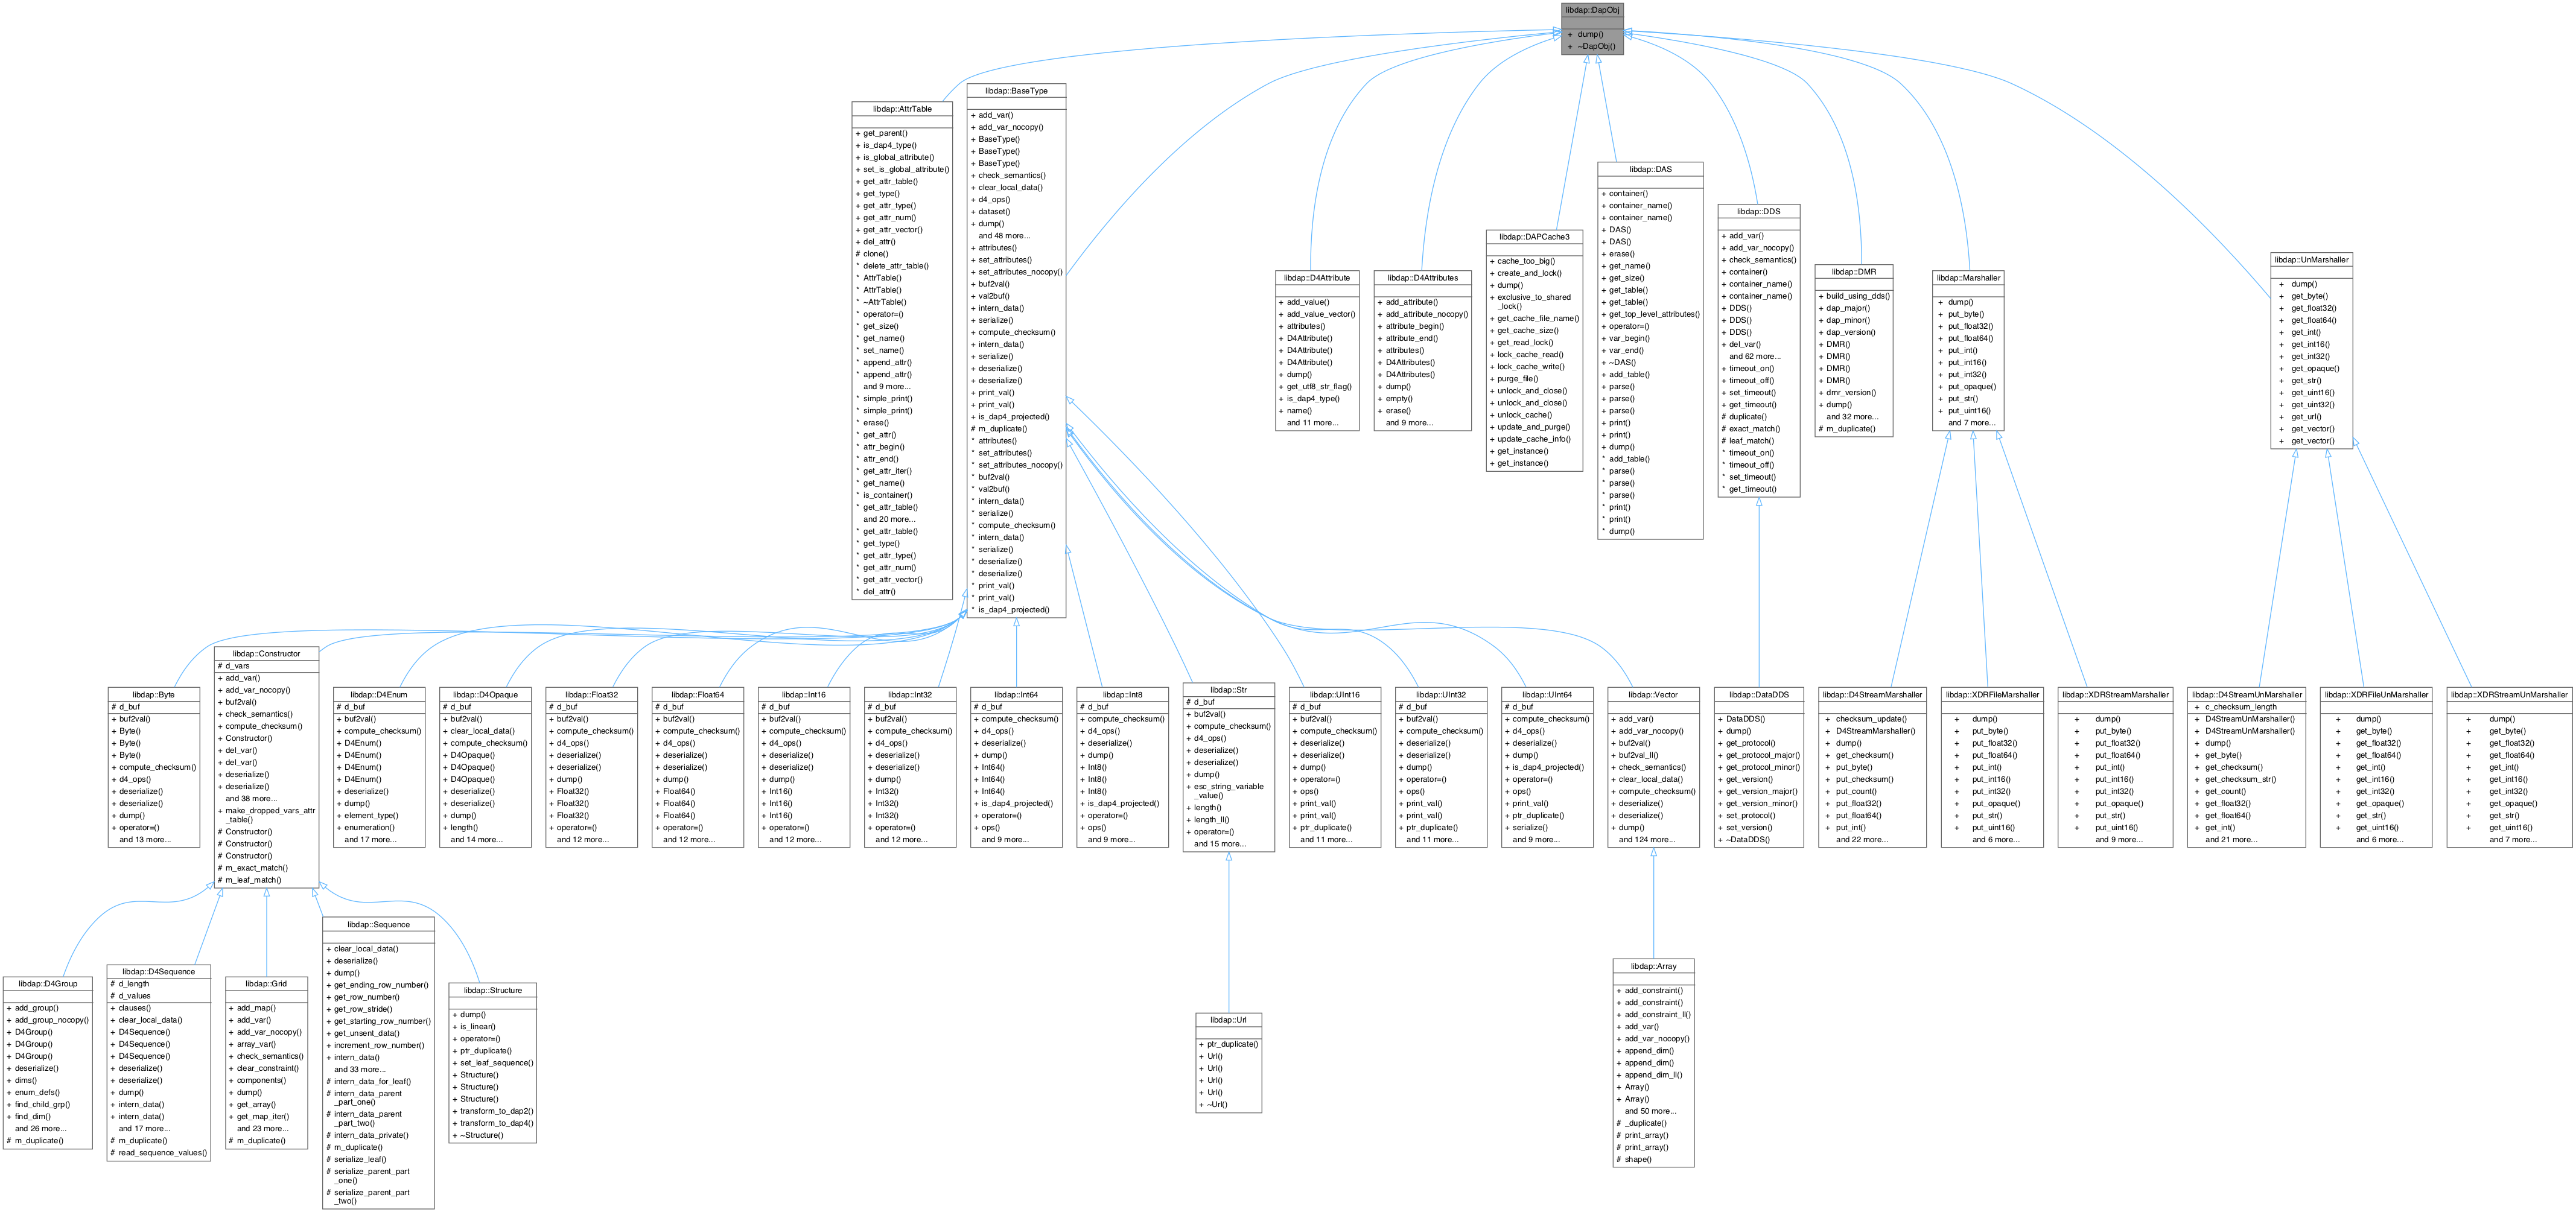 libdap::DapObj
+ dump()
+ ~DapObj()
libdap::AttrTable
+ get_parent()
+ is_dap4_type()
+ is_global_attribute()
+ set_is_global_attribute()
+ get_attr_table()
+ get_type()
+ get_attr_type()
+ get_attr_num()
+ get_attr_vector()
+ del_attr()
# clone()
* delete_attr_table()
* AttrTable()
* AttrTable()
* ~AttrTable()
* operator=()
* get_size()
* get_name()
* set_name()
* append_attr()
* append_attr()
and 9 more...
* simple_print()
* simple_print()
* erase()
* get_attr()
* attr_begin()
* attr_end()
* get_attr_iter()
* get_name()
* is_container()
* get_attr_table()
and 20 more...
* get_attr_table()
* get_type()
* get_attr_type()
* get_attr_num()
* get_attr_vector()
* del_attr()
libdap::BaseType
+ add_var()
+ add_var_nocopy()
+ BaseType()
+ BaseType()
+ BaseType()
+ check_semantics()
+ clear_local_data()
+ d4_ops()
+ dataset()
+ dump()
and 48 more...
+ attributes()
+ set_attributes()
+ set_attributes_nocopy()
+ buf2val()
+ val2buf()
+ intern_data()
+ serialize()
+ compute_checksum()
+ intern_data()
+ serialize()
+ deserialize()
+ deserialize()
+ print_val()
+ print_val()
+ is_dap4_projected()
# m_duplicate()
* attributes()
* set_attributes()
* set_attributes_nocopy()
* buf2val()
* val2buf()
* intern_data()
* serialize()
* compute_checksum()
* intern_data()
* serialize()
* deserialize()
* deserialize()
* print_val()
* print_val()
* is_dap4_projected()
libdap::D4Attribute
+ add_value()
+ add_value_vector()
+ attributes()
+ D4Attribute()
+ D4Attribute()
+ D4Attribute()
+ dump()
+ get_utf8_str_flag()
+ is_dap4_type()
+ name()
and 11 more...
libdap::D4Attributes
+ add_attribute()
+ add_attribute_nocopy()
+ attribute_begin()
+ attribute_end()
+ attributes()
+ D4Attributes()
+ D4Attributes()
+ dump()
+ empty()
+ erase()
and 9 more...
libdap::DAPCache3
+ cache_too_big()
+ create_and_lock()
+ dump()
+ exclusive_to_shared
_lock()
+ get_cache_file_name()
+ get_cache_size()
+ get_read_lock()
+ lock_cache_read()
+ lock_cache_write()
+ purge_file()
+ unlock_and_close()
+ unlock_and_close()
+ unlock_cache()
+ update_and_purge()
+ update_cache_info()
+ get_instance()
+ get_instance()
libdap::DAS
+ container()
+ container_name()
+ container_name()
+ DAS()
+ DAS()
+ erase()
+ get_name()
+ get_size()
+ get_table()
+ get_table()
+ get_top_level_attributes()
+ operator=()
+ var_begin()
+ var_end()
+ ~DAS()
+ add_table()
+ parse()
+ parse()
+ parse()
+ print()
+ print()
+ dump()
* add_table()
* parse()
* parse()
* parse()
* print()
* print()
* dump()
libdap::DDS
+ add_var()
+ add_var_nocopy()
+ check_semantics()
+ container()
+ container_name()
+ container_name()
+ DDS()
+ DDS()
+ DDS()
+ del_var()
and 62 more...
+ timeout_on()
+ timeout_off()
+ set_timeout()
+ get_timeout()
# duplicate()
# exact_match()
# leaf_match()
* timeout_on()
* timeout_off()
* set_timeout()
* get_timeout()
libdap::DMR
+ build_using_dds()
+ dap_major()
+ dap_minor()
+ dap_version()
+ DMR()
+ DMR()
+ DMR()
+ DMR()
+ dmr_version()
+ dump()
and 32 more...
# m_duplicate()
libdap::Marshaller
+ dump()
+ put_byte()
+ put_float32()
+ put_float64()
+ put_int()
+ put_int16()
+ put_int32()
+ put_opaque()
+ put_str()
+ put_uint16()
and 7 more...
libdap::UnMarshaller
+ dump()
+ get_byte()
+ get_float32()
+ get_float64()
+ get_int()
+ get_int16()
+ get_int32()
+ get_opaque()
+ get_str()
+ get_uint16()
+ get_uint32()
+ get_url()
+ get_vector()
+ get_vector()
libdap::Byte
# d_buf
+ buf2val()
+ Byte()
+ Byte()
+ Byte()
+ compute_checksum()
+ d4_ops()
+ deserialize()
+ deserialize()
+ dump()
+ operator=()
and 13 more...
libdap::Constructor
# d_vars
+ add_var()
+ add_var_nocopy()
+ buf2val()
+ check_semantics()
+ compute_checksum()
+ Constructor()
+ del_var()
+ del_var()
+ deserialize()
+ deserialize()
and 38 more...
+ make_dropped_vars_attr
_table()
# Constructor()
# Constructor()
# Constructor()
# m_exact_match()
# m_leaf_match()
libdap::D4Enum
# d_buf
+ buf2val()
+ compute_checksum()
+ D4Enum()
+ D4Enum()
+ D4Enum()
+ D4Enum()
+ deserialize()
+ dump()
+ element_type()
+ enumeration()
and 17 more...
libdap::D4Opaque
# d_buf
+ buf2val()
+ clear_local_data()
+ compute_checksum()
+ D4Opaque()
+ D4Opaque()
+ D4Opaque()
+ deserialize()
+ deserialize()
+ dump()
+ length()
and 14 more...
libdap::Float32
# d_buf
+ buf2val()
+ compute_checksum()
+ d4_ops()
+ deserialize()
+ deserialize()
+ dump()
+ Float32()
+ Float32()
+ Float32()
+ operator=()
and 12 more...
libdap::Float64
# d_buf
+ buf2val()
+ compute_checksum()
+ d4_ops()
+ deserialize()
+ deserialize()
+ dump()
+ Float64()
+ Float64()
+ Float64()
+ operator=()
and 12 more...
libdap::Int16
# d_buf
+ buf2val()
+ compute_checksum()
+ d4_ops()
+ deserialize()
+ deserialize()
+ dump()
+ Int16()
+ Int16()
+ Int16()
+ operator=()
and 12 more...
libdap::Int32
# d_buf
+ buf2val()
+ compute_checksum()
+ d4_ops()
+ deserialize()
+ deserialize()
+ dump()
+ Int32()
+ Int32()
+ Int32()
+ operator=()
and 12 more...
libdap::Int64
# d_buf
+ compute_checksum()
+ d4_ops()
+ deserialize()
+ dump()
+ Int64()
+ Int64()
+ Int64()
+ is_dap4_projected()
+ operator=()
+ ops()
and 9 more...
libdap::Int8
# d_buf
+ compute_checksum()
+ d4_ops()
+ deserialize()
+ dump()
+ Int8()
+ Int8()
+ Int8()
+ is_dap4_projected()
+ operator=()
+ ops()
and 9 more...
libdap::Str
# d_buf
+ buf2val()
+ compute_checksum()
+ d4_ops()
+ deserialize()
+ deserialize()
+ dump()
+ esc_string_variable
_value()
+ length()
+ length_ll()
+ operator=()
and 15 more...
libdap::UInt16
# d_buf
+ buf2val()
+ compute_checksum()
+ deserialize()
+ deserialize()
+ dump()
+ operator=()
+ ops()
+ print_val()
+ print_val()
+ ptr_duplicate()
and 11 more...
libdap::UInt32
# d_buf
+ buf2val()
+ compute_checksum()
+ deserialize()
+ deserialize()
+ dump()
+ operator=()
+ ops()
+ print_val()
+ print_val()
+ ptr_duplicate()
and 11 more...
libdap::UInt64
# d_buf
+ compute_checksum()
+ d4_ops()
+ deserialize()
+ dump()
+ is_dap4_projected()
+ operator=()
+ ops()
+ print_val()
+ ptr_duplicate()
+ serialize()
and 9 more...
libdap::Vector
+ add_var()
+ add_var_nocopy()
+ buf2val()
+ buf2val_ll()
+ check_semantics()
+ clear_local_data()
+ compute_checksum()
+ deserialize()
+ deserialize()
+ dump()
and 124 more...
libdap::DataDDS
+ DataDDS()
+ dump()
+ get_protocol()
+ get_protocol_major()
+ get_protocol_minor()
+ get_version()
+ get_version_major()
+ get_version_minor()
+ set_protocol()
+ set_version()
+ ~DataDDS()
libdap::D4StreamMarshaller
+ checksum_update()
+ D4StreamMarshaller()
+ dump()
+ get_checksum()
+ put_byte()
+ put_checksum()
+ put_count()
+ put_float32()
+ put_float64()
+ put_int()
and 22 more...
libdap::XDRFileMarshaller
+ dump()
+ put_byte()
+ put_float32()
+ put_float64()
+ put_int()
+ put_int16()
+ put_int32()
+ put_opaque()
+ put_str()
+ put_uint16()
and 6 more...
libdap::XDRStreamMarshaller
+ dump()
+ put_byte()
+ put_float32()
+ put_float64()
+ put_int()
+ put_int16()
+ put_int32()
+ put_opaque()
+ put_str()
+ put_uint16()
and 9 more...
libdap::D4StreamUnMarshaller
+ c_checksum_length
+ D4StreamUnMarshaller()
+ D4StreamUnMarshaller()
+ dump()
+ get_byte()
+ get_checksum()
+ get_checksum_str()
+ get_count()
+ get_float32()
+ get_float64()
+ get_int()
and 21 more...
libdap::XDRFileUnMarshaller
+ dump()
+ get_byte()
+ get_float32()
+ get_float64()
+ get_int()
+ get_int16()
+ get_int32()
+ get_opaque()
+ get_str()
+ get_uint16()
and 6 more...
libdap::XDRStreamUnMarshaller
+ dump()
+ get_byte()
+ get_float32()
+ get_float64()
+ get_int()
+ get_int16()
+ get_int32()
+ get_opaque()
+ get_str()
+ get_uint16()
and 7 more...
libdap::D4Group
+ add_group()
+ add_group_nocopy()
+ D4Group()
+ D4Group()
+ D4Group()
+ deserialize()
+ dims()
+ enum_defs()
+ find_child_grp()
+ find_dim()
and 26 more...
# m_duplicate()
libdap::D4Sequence
# d_length
# d_values
+ clauses()
+ clear_local_data()
+ D4Sequence()
+ D4Sequence()
+ D4Sequence()
+ deserialize()
+ deserialize()
+ dump()
+ intern_data()
+ intern_data()
and 17 more...
# m_duplicate()
# read_sequence_values()
libdap::Grid
+ add_map()
+ add_var()
+ add_var_nocopy()
+ array_var()
+ check_semantics()
+ clear_constraint()
+ components()
+ dump()
+ get_array()
+ get_map_iter()
and 23 more...
# m_duplicate()
libdap::Sequence
+ clear_local_data()
+ deserialize()
+ dump()
+ get_ending_row_number()
+ get_row_number()
+ get_row_stride()
+ get_starting_row_number()
+ get_unsent_data()
+ increment_row_number()
+ intern_data()
and 33 more...
# intern_data_for_leaf()
# intern_data_parent
_part_one()
# intern_data_parent
_part_two()
# intern_data_private()
# m_duplicate()
# serialize_leaf()
# serialize_parent_part
_one()
# serialize_parent_part
_two()
libdap::Structure
+ dump()
+ is_linear()
+ operator=()
+ ptr_duplicate()
+ set_leaf_sequence()
+ Structure()
+ Structure()
+ Structure()
+ transform_to_dap2()
+ transform_to_dap4()
+ ~Structure()
libdap::Url
+ ptr_duplicate()
+ Url()
+ Url()
+ Url()
+ Url()
+ ~Url()
libdap::Array
+ add_constraint()
+ add_constraint()
+ add_constraint_ll()
+ add_var()
+ add_var_nocopy()
+ append_dim()
+ append_dim()
+ append_dim_ll()
+ Array()
+ Array()
and 50 more...
# _duplicate()
# print_array()
# print_array()
# shape()